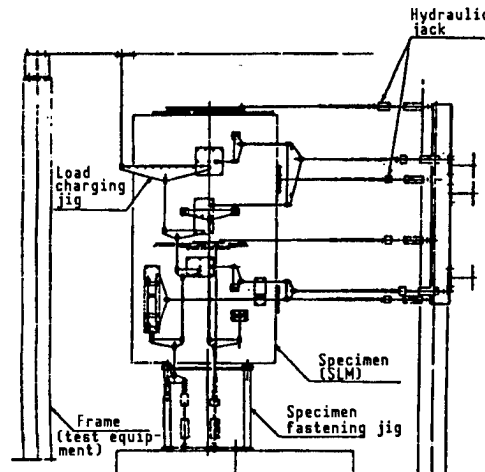 Hydraulic
jack
Load
charging
jig
Specimen
(SLM)
Frame
(test equip-
ment)
Specimen
fastening jig